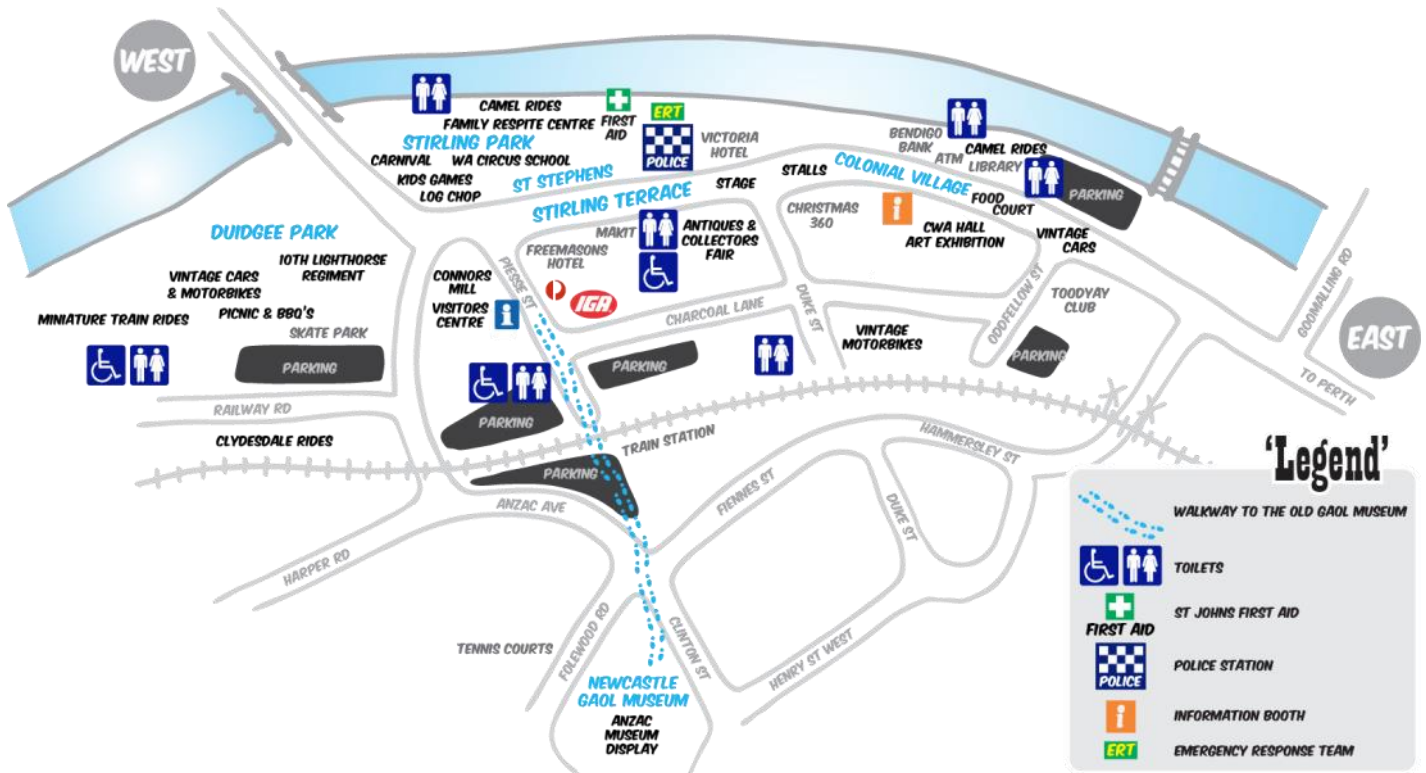 WEST
CAMEL RIDES
FAMILY RESPITE CENTRE
FIRST
AID
ERT
POLICE
VICTORIA
HOTEL
STIRLING PARK
CARNIVAL
WA CIRCUS SCHOOL
KIDS GAMES
LOG CHOP
ST STEPHENS
STIRLING TERRACE
STAGE
STALLS
COLONIAL VILLAGE
BENDIGO
BANK
ATM
CAMEL RIDES
LIBRARY
PARKING
FOOD
COURT
CHRISTMAS
360
i
CWA HALL
ART EXHIBITION
VINTAGE
CARS
DUIDGEE PARK
10TH LIGHTHORSE
REGIMENT
VINTAGE CARS
& MOTORBIKES
PICNIC & BBQ'S
MINIATURE TRAIN RIDES
SKATE PARK
PARKING
RAILWAY RD
CLYDESDALE RIDES
CONNORS
MILL
VISITORS
CENTRE
i
PIESSE ST
MAKIT
FREEMASONS
HOTEL
IGA
ANTIQUES &
COLLECTORS
FAIR
CHARCOAL LANE
DUKE ST
VINTAGE
MOTORBIKES
ODDFELLOW ST
TOODYAY
CLUB
PARKING
GOOMALLING RD
EAST
TO PERTH
PARKING
PARKING
PARKING
TRAIN STATION
ANZAC AVE
HARPER RD
FIENNES ST
HAMMERSLEY ST
DUKE ST
TENNIS COURTS
FOLEWOOD RD
CLINTON ST
HENRY ST WEST
NEWCASTLE
GAOL MUSEUM
ANZAC
MUSEUM
DISPLAY
'Legend'
WALKWAY TO THE OLD GAOL MUSEUM
TOILETS
FIRST AID
ST JOHNS FIRST AID
POLICE
POLICE STATION
i
INFORMATION BOOTH
ERT
EMERGENCY RESPONSE TEAM